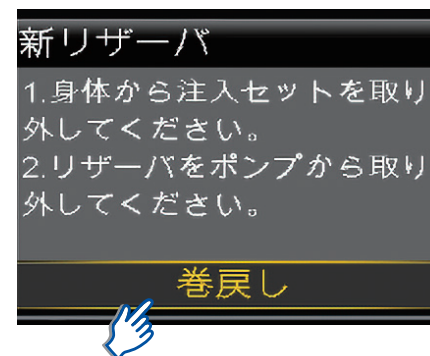 新リザーバ
1.身体から注入セットを取り
外してください。
2.リザーバをポンプから取り
外してください。
巻戻し